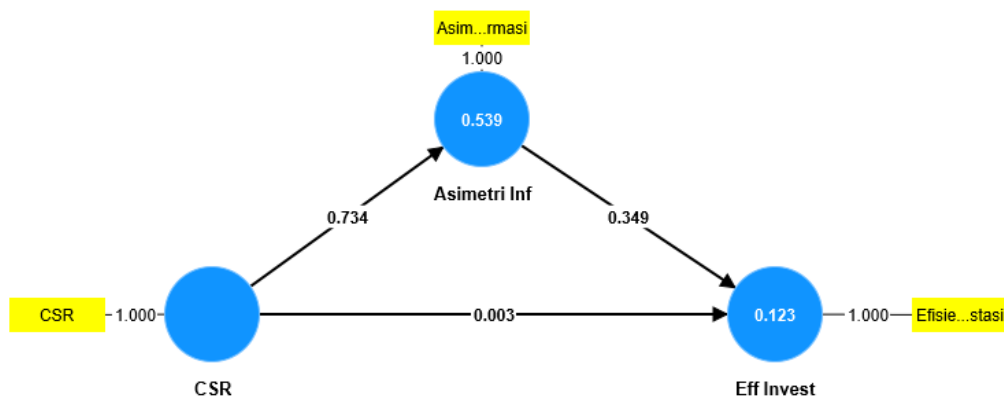 Asim...rmasi
1.000
0.539
Asimetri Inf
0.734
0.349
CSR
1.000
0.003
0.123
1.000
Efisie...stasi
CSR
Eff Invest